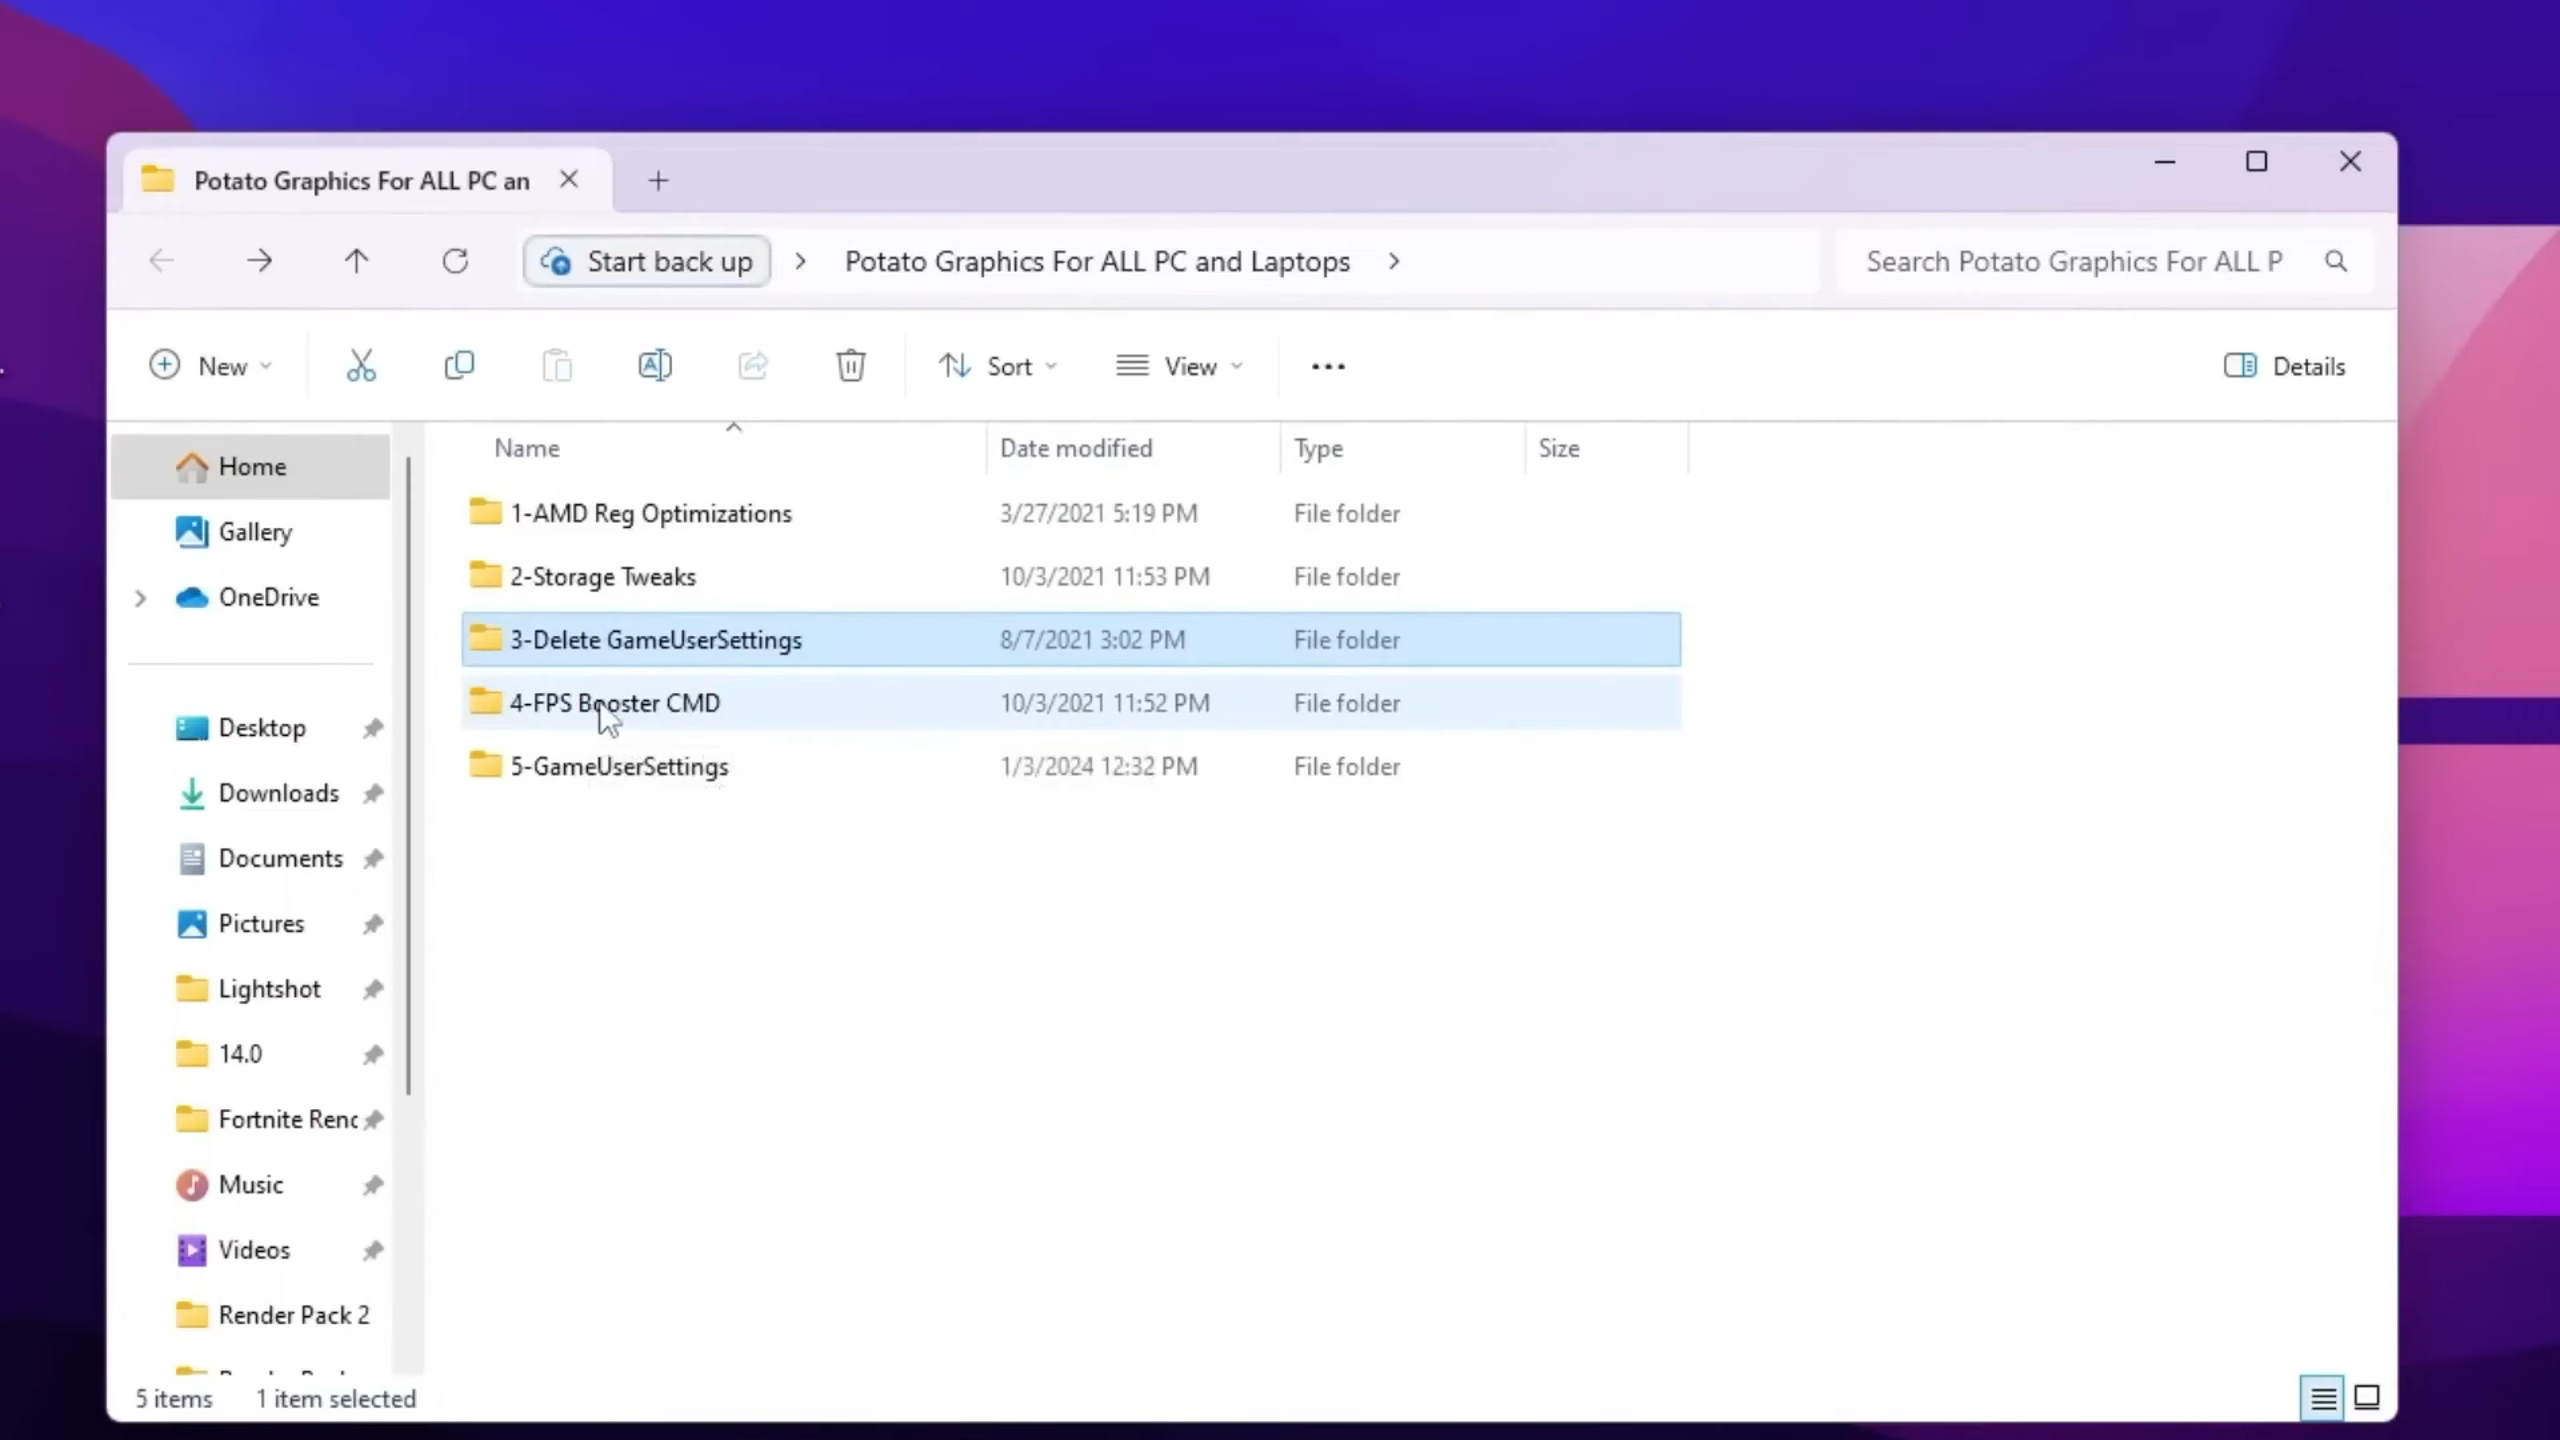 Potato Graphics For ALL PC an
Start back up
Potato Graphics For ALL PC and Laptops
Search Potato Graphics For ALL P
New
Sort
View
Details
Name
Date modified
Type
Size
Home
Gallery
OneDrive
Desktop
Downloads
Documents
Pictures
Lightshot
14.0
Fortnite Renc
Music
Videos
Render Pack 2
1-AMD Reg Optimizations
3/27/2021 5:19 PM
File folder
2-Storage Tweaks
10/3/2021 11:53 PM
File folder
3-Delete GameUserSettings
8/7/2021 3:02 PM
File folder
4-FPS Booster CMD
10/3/2021 11:52 PM
File folder
5-GameUserSettings
1/3/2024 12:32 PM
File folder
5 items
1 item selected